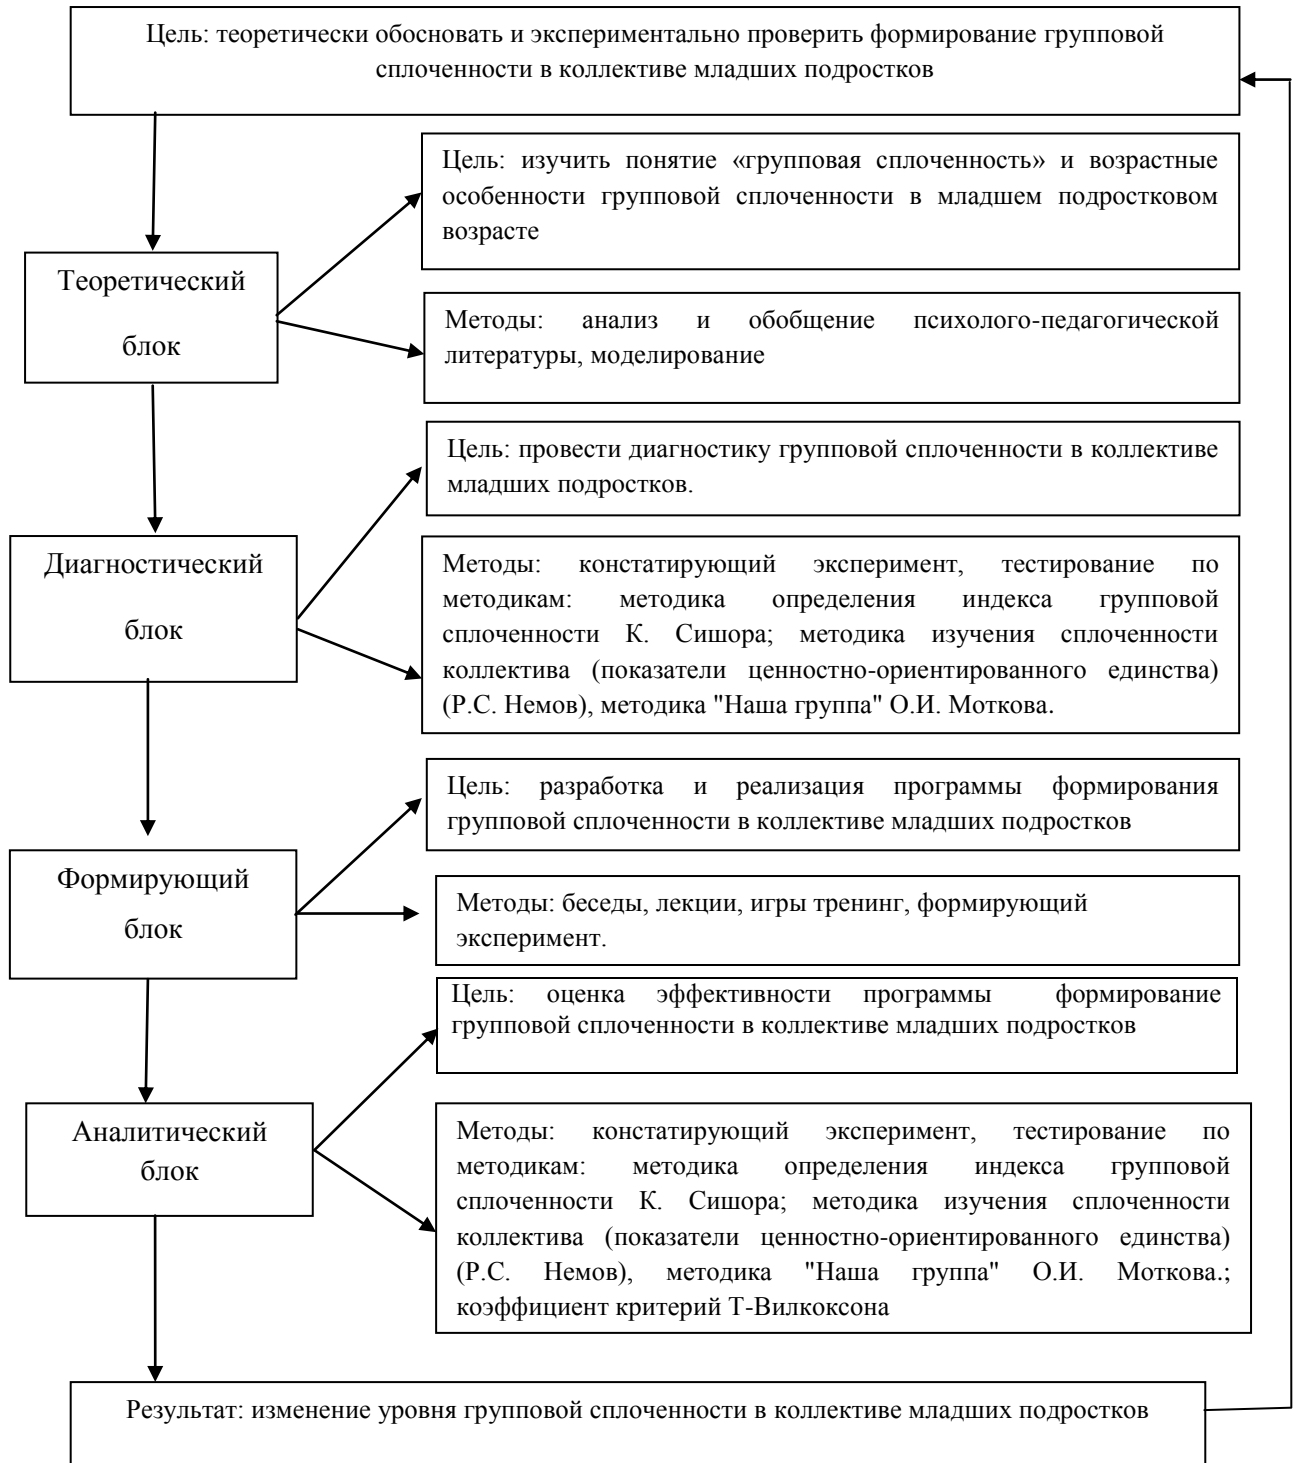 Цель: теоретически обосновать и экспериментально проверить формирование групповой
сплоченности в коллективе младших подростков
Цель: изучить понятие «групповая сплоченность» и возрастные
особенности групповой сплоченности в младшем подростковом
возрасте
Теоретический
блок
Методы: анализ и обобщение психолого-педагогической
литературы, моделирование
Цель: провести диагностику групповой сплоченности в коллективе
младших подростков.
Диагностический
блок
Методы: констатирующий эксперимент, тестирование по
методикам: методика определения индекса групповой
сплоченности К. Сишора; методика изучения сплоченности
коллектива (показатели ценностно-ориентированного единства)
(Р.С. Немов), методика "Наша группа" О.И. Моткова.
Цель: разработка и реализация программы формирования
групповой сплоченности в коллективе младших подростков
Формирующий
блок
Методы: беседы, лекции, игры тренинг, формирующий
эксперимент.
Цель: оценка эффективности программы формирование
групповой сплоченности в коллективе младших подростков
Аналитический
блок
Методы: констатирующий эксперимент, тестирование по
методикам: методика определения индекса групповой
сплоченности К. Сишора; методика изучения сплоченности
коллектива (показатели ценностно-ориентированного единства)
(Р.С. Немов), методика "Наша группа" О.И. Моткова.;
коэффициент критерий Т-Вилкоксона
Результат: изменение уровня групповой сплоченности в коллективе младших подростков